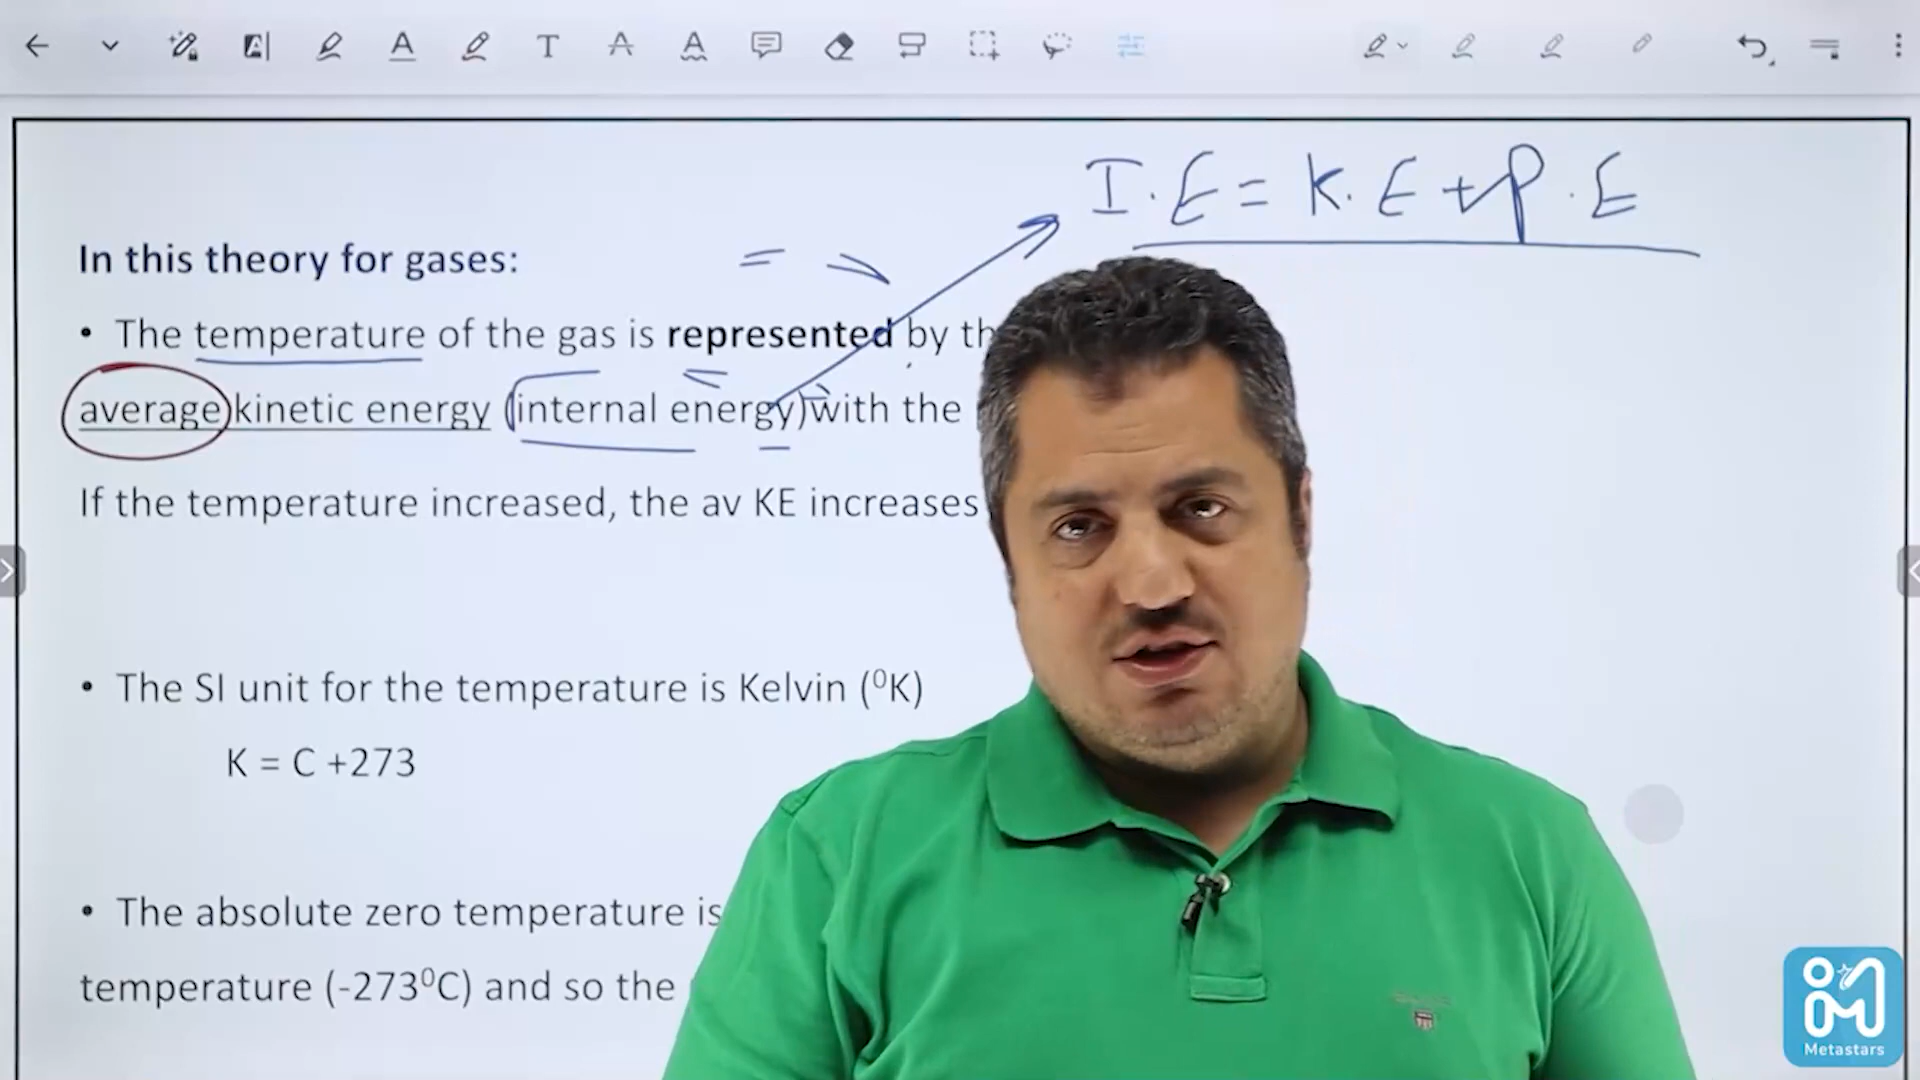 I.E = K.E + P.E
In this theory for gases:
• The temperature of the gas is represented by
average kinetic energy (internal energy) with the
If the temperature increased, the av KE increases
• The SI unit for the temperature is Kelvin (⁰K)
K = C +273
• The absolute zero temperature is
temperature (-273⁰C) and so the
Metastars